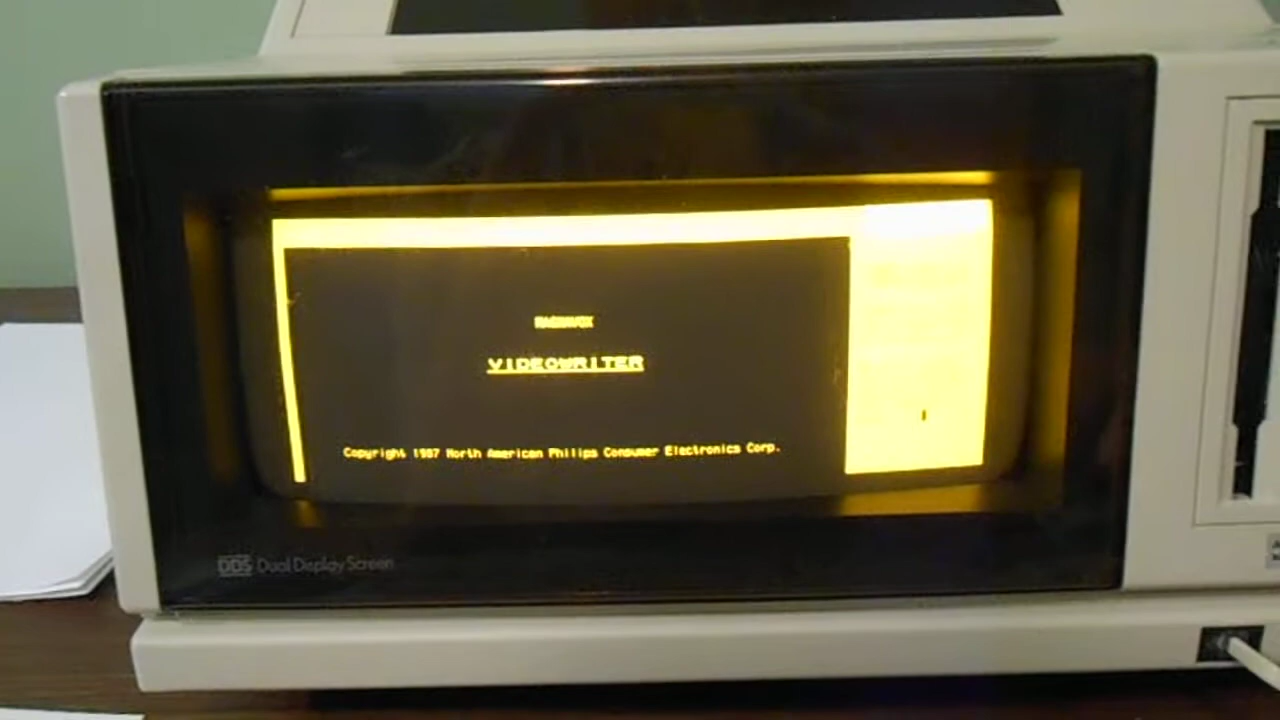 MAGNAVOX
VIDEOWRITER
Copyright 1987 North American Philips Consumer Electronics Corp.
DDS Dual Display Screen